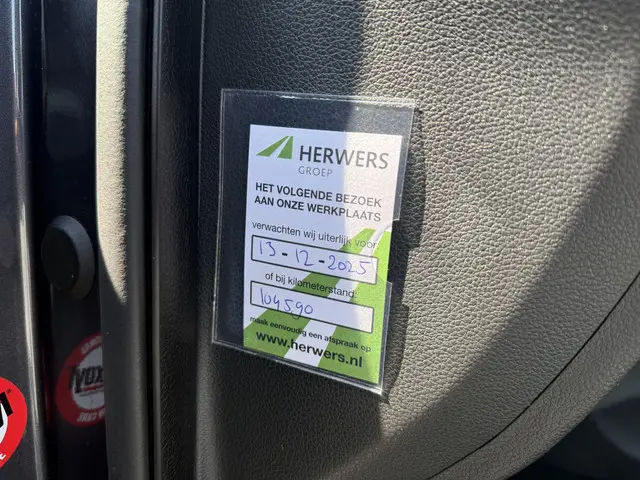 HERWERS
GROEP
HET VOLGENDE BEZOEK
AAN ONZE WERKPLAATS
verwachten wij uiterlijk voor:
13-12-2025
of bij kilometerstand:
104590
maak eenvoudig een afspraak op
www.herwers.nl